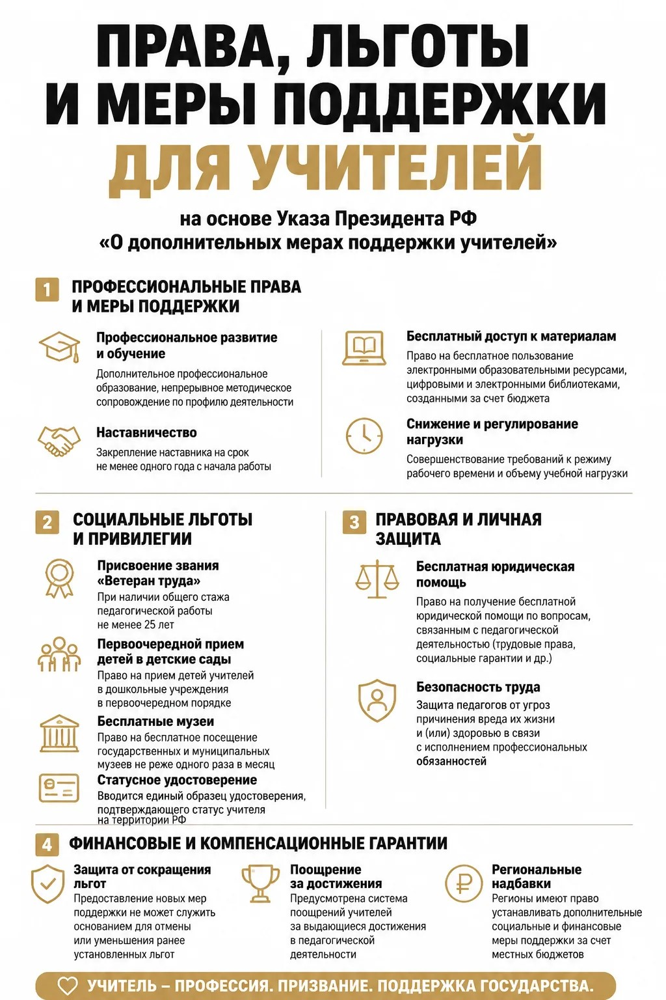 ПРАВА, ЛЬГОТЫ
И МЕРЫ ПОДДЕРЖКИ
ДЛЯ УЧИТЕЛЕЙ
на основе Указа Президента РФ
«О дополнительных мерах поддержки учителей»
1
ПРОФЕССИОНАЛЬНЫЕ ПРАВА
И МЕРЫ ПОДДЕРЖКИ
Профессиональное развитие
и обучение
Дополнительное профессиональное
образование, непрерывное методическое
сопровождение по профилю деятельности
Наставничество
Закрепление наставника на срок
не менее одного года с начала работы
Бесплатный доступ к материалам
Право на бесплатное пользование
электронными образовательными ресурсами,
цифровыми и электронными библиотеками,
созданными за счет бюджета
Снижение и регулирование
нагрузки
Совершенствование требований к режиму
рабочего времени и объему учебной нагрузки
2
СОЦИАЛЬНЫЕ ЛЬГОТЫ
И ПРИВИЛЕГИИ
Присвоение звания
«Ветеран труда»
При наличии общего стажа
педагогической работы
не менее 25 лет
Первоочередной прием
детей в детские сады
Право на прием детей учителей
в дошкольные учреждения
в первоочередном порядке
Бесплатные музеи
Право на бесплатное посещение
государственных и муниципальных
музеев не реже одного раза в месяц
Статусное удостоверение
Вводится единый образец удостоверения,
подтверждающего статус учителя
на территории РФ
3
ПРАВОВАЯ И ЛИЧНАЯ
ЗАЩИТА
Бесплатная юридическая
помощь
Право на получение бесплатной
юридической помощи по вопросам,
связанным с педагогической
деятельностью (трудовые права,
социальные гарантии и др.)
Безопасность труда
Защита педагогов от угроз
причинения вреда их жизни
и (или) здоровью в связи
с исполнением профессиональных
обязанностей
4
ФИНАНСОВЫЕ И КОМПЕНСАЦИОННЫЕ ГАРАНТИИ
Защита от сокращения
льгот
Предоставление новых мер
поддержки не может служить
основанием для отмены
или уменьшения ранее
установленных льгот
Поощрение
за достижения
Предусмотрена система
поощрений учителей
за выдающиеся достижения
в педагогической
деятельности
Региональные
надбавки
Регионы имеют право
устанавливать дополнительные
социальные и финансовые
меры поддержки за счет
местных бюджетов
УЧИТЕЛЬ – ПРОФЕССИЯ. ПРИЗВАНИЕ. ПОДДЕРЖКА ГОСУДАРСТВА.